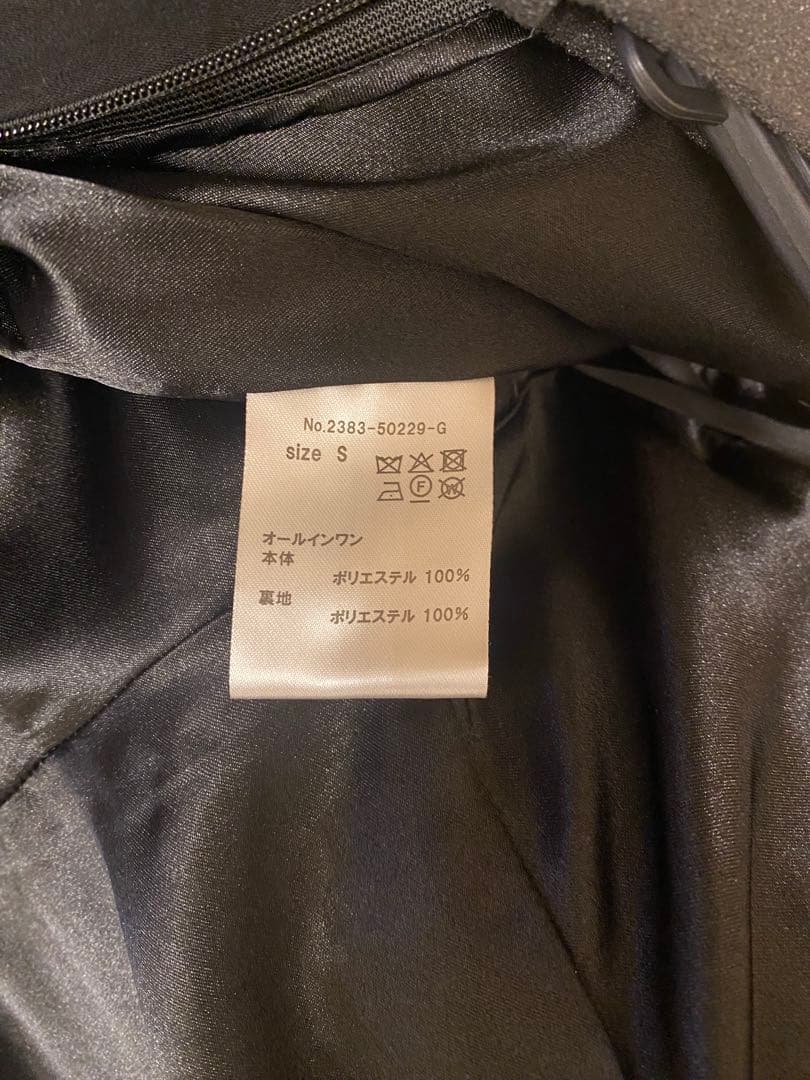 No.2383-50229-G
size S
F
W
オールインワン
本体
ポリエステル 100%
裏地
ポリエステル 100%